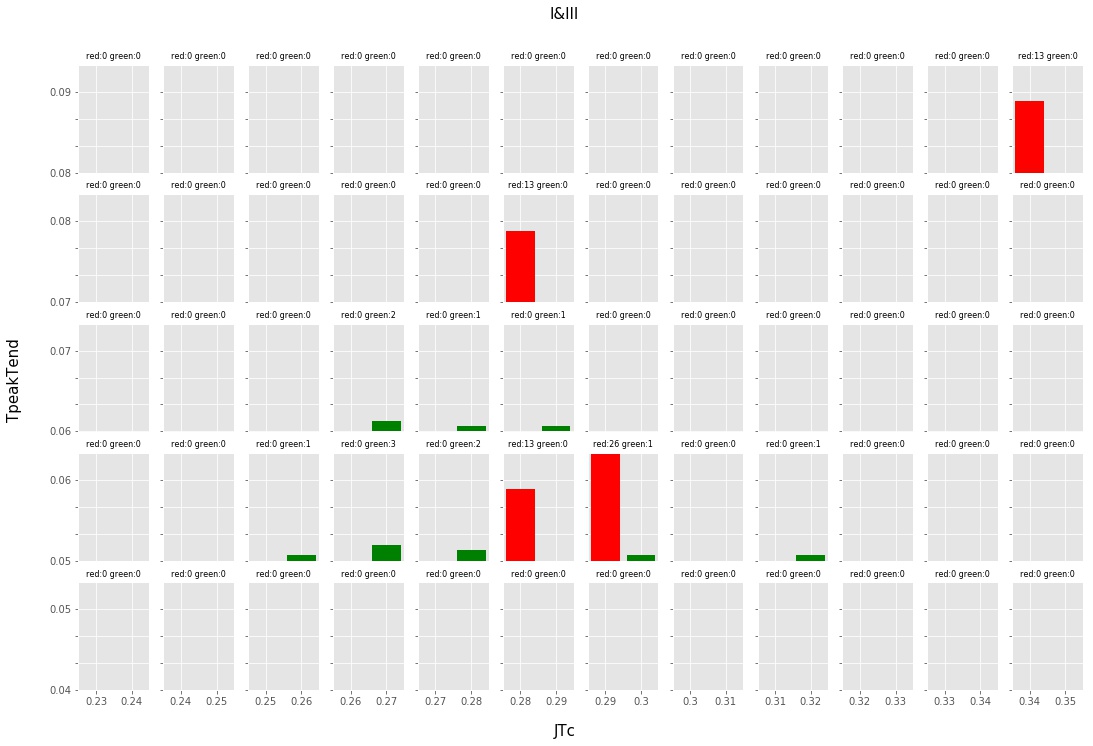 I&III
red:0 green:0 red:0 green:0 red:0 green:0 red:0 green:0 red:0 green:0 red:0 green:0 red:0 green:0 red:0 green:0 red:0 green:0 red:0 green:0 red:0 green:0 red:13 green:0
0.09
0.08
red:0 green:0 red:0 green:0 red:0 green:0 red:0 green:0 red:0 green:0 red:13 green:0 red:0 green:0 red:0 green:0 red:0 green:0 red:0 green:0 red:0 green:0 red:0 green:0
0.08
0.07
red:0 green:0 red:0 green:0 red:0 green:0 red:0 green:2 red:0 green:1 red:0 green:1 red:0 green:0 red:0 green:0 red:0 green:0 red:0 green:0 red:0 green:0 red:0 green:0
0.07
TpeakTend
0.06
red:0 green:0 red:0 green:0 red:0 green:1 red:0 green:3 red:0 green:2 red:13 green:0 red:26 green:1 red:0 green:0 red:0 green:1 red:0 green:0 red:0 green:0 red:0 green:0
0.06
0.05
red:0 green:0 red:0 green:0 red:0 green:0 red:0 green:0 red:0 green:0 red:0 green:0 red:0 green:0 red:0 green:0 red:0 green:0 red:0 green:0 red:0 green:0 red:0 green:0
0.05
0.04
0.23 0.24 0.24 0.25 0.25 0.26 0.26 0.27 0.27 0.28 0.28 0.29 0.29 0.3 0.3 0.31 0.31 0.32 0.32 0.33 0.33 0.34 0.34 0.35
JTc